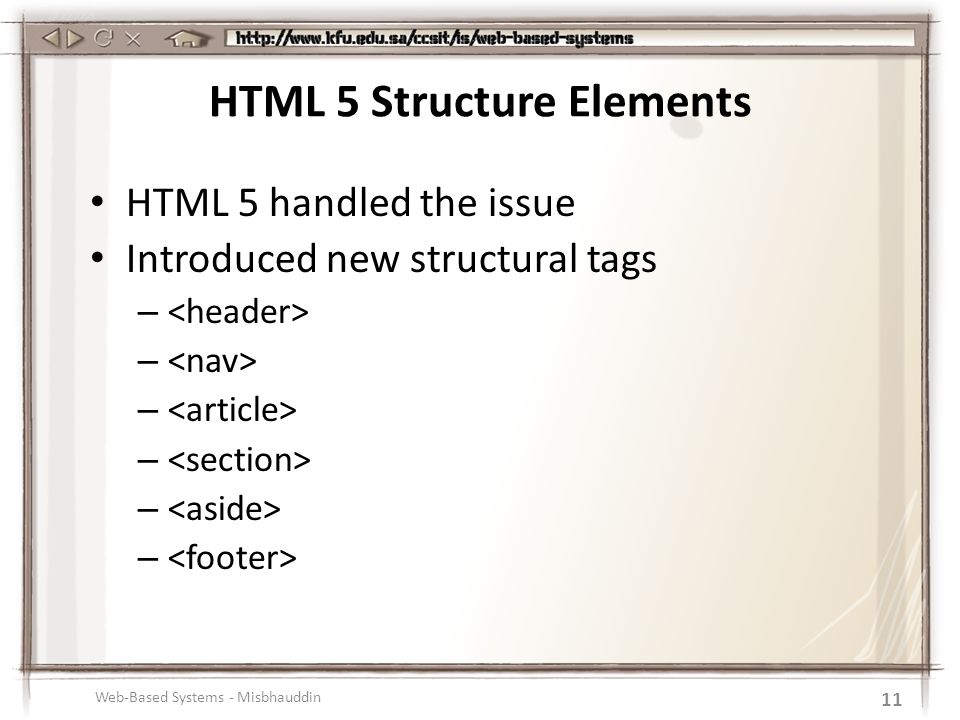 http://www.kfu.edu.sa/ccsit/is/web-based-systems
HTML 5 Structure Elements
• HTML 5 handled the issue
• Introduced new structural tags
– <header>
– <nav>
– <article>
– <section>
– <aside>
– <footer>
Web-Based Systems - Misbhauddin
11